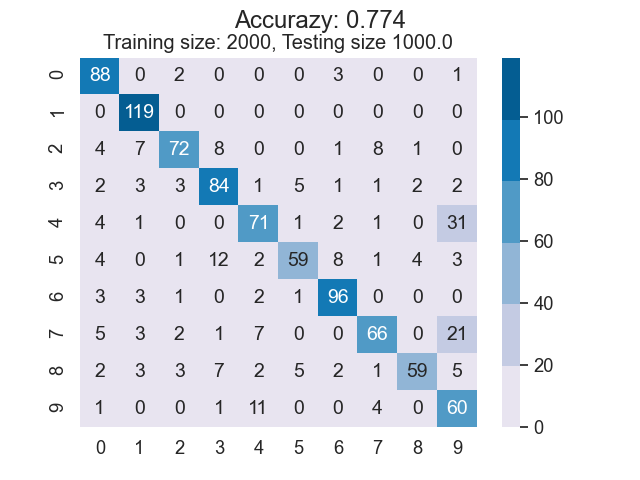 Accurazy: 0.774
Training size: 2000, Testing size 1000.0
0 88 0 2 0 0 0 3 0 0 1
1 0 119 0 0 0 0 0 0 0 0
2 4 7 72 8 0 0 1 8 1 0
3 2 3 3 84 1 5 1 1 2 2
4 4 1 0 0 71 1 2 1 0 31
5 4 0 1 12 2 59 8 1 4 3
6 3 3 1 0 2 1 96 0 0 0
7 5 3 2 1 7 0 0 66 0 21
8 2 3 3 7 2 5 2 1 59 5
9 1 0 0 1 11 0 0 4 0 60
0 1 2 3 4 5 6 7 8 9
100
80
60
40
20
0